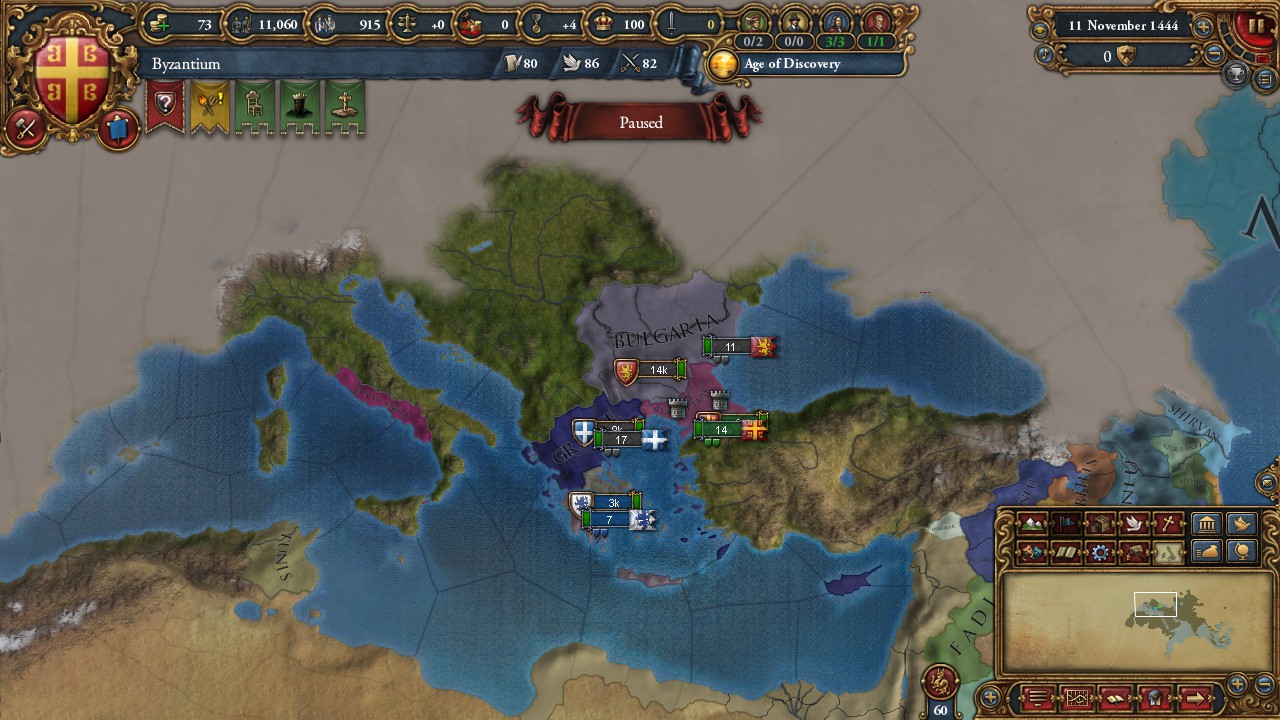 73 11,060 915 +0 0 +4 100 0
0/2 0/0 3/3 1/1
11 November 1444
0
Byzantium
80 86 82
Age of Discovery
Paused
BULGARIA
11
14k
14
17
3k
7
SHIRVAN
TUNIS
FADL
60